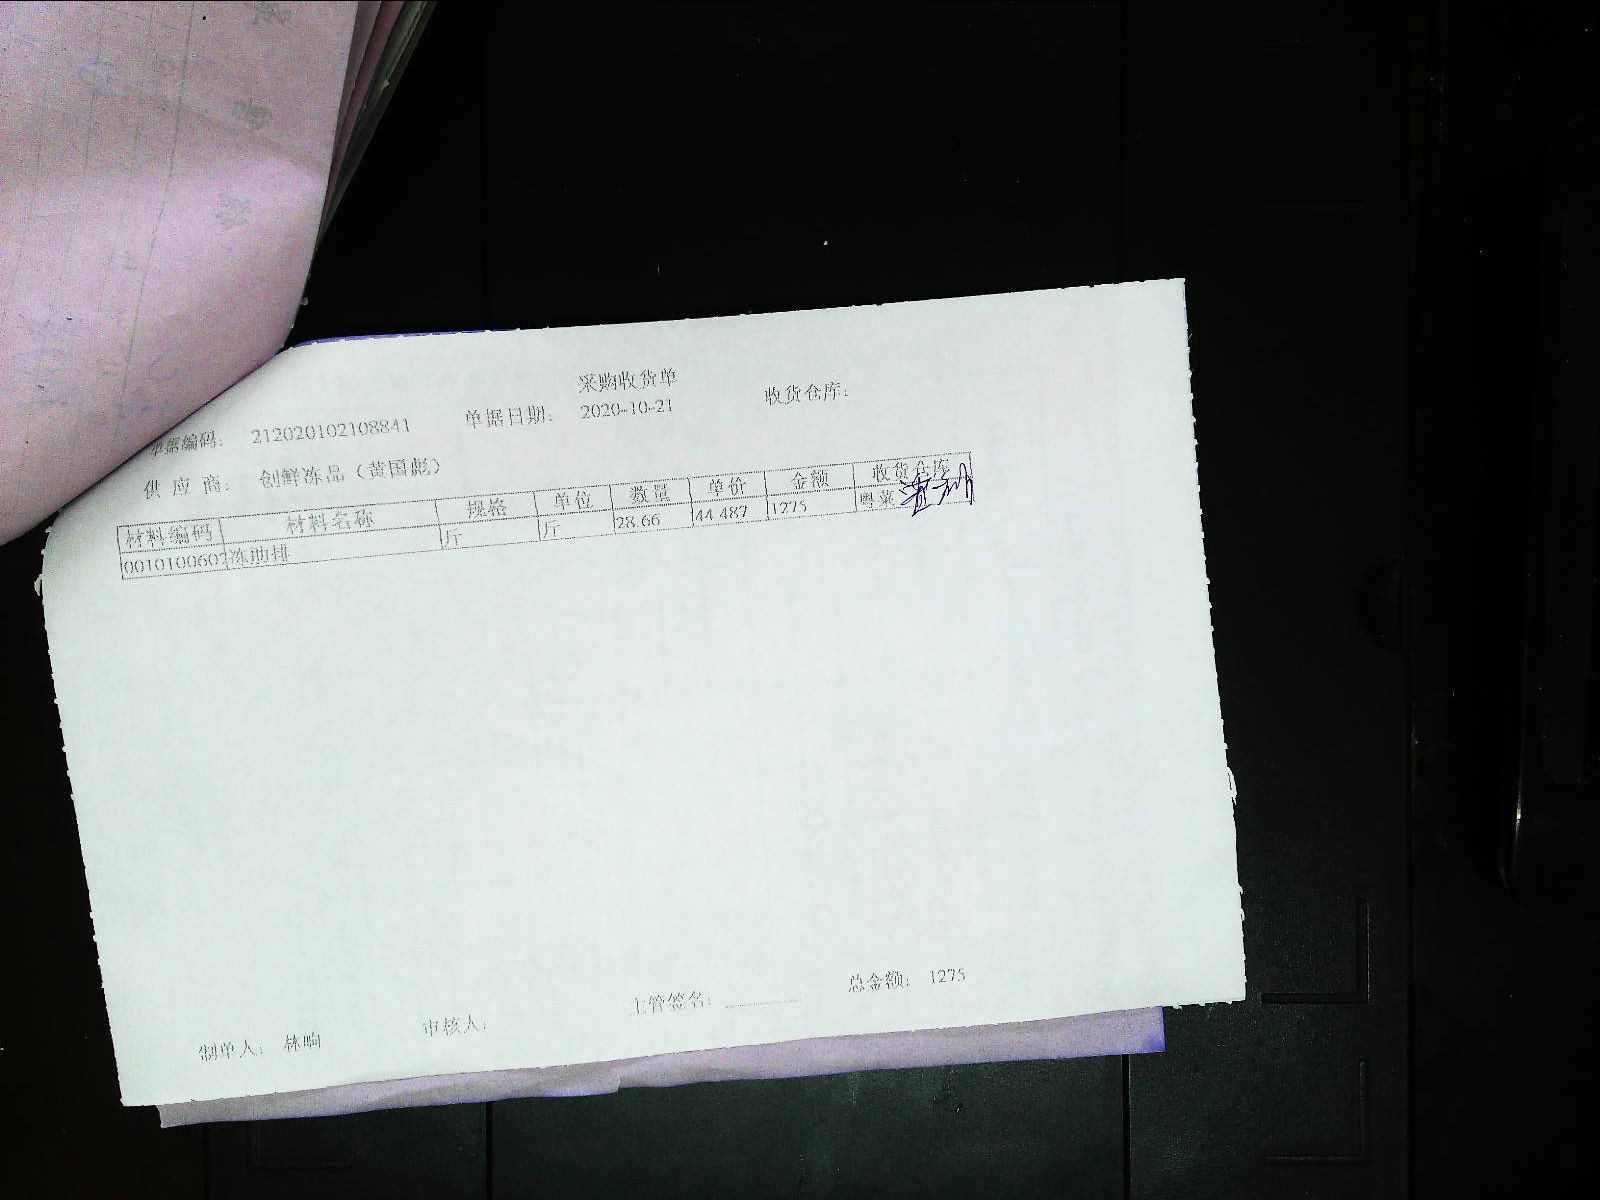 采购收货单
单据编码： 212020102108841 单据日期： 2020-10-21 收货仓库：
供 应 商： 创鲜冻品（黄国彪）
材料编码 材料名称 规格 单位 数量 单价 金额 收货仓库
0010100602 冻肋排 斤 斤 28.66 44.487 1275 粤菜
总金额： 1275
主管签名：
制单人： 林响 审核人：